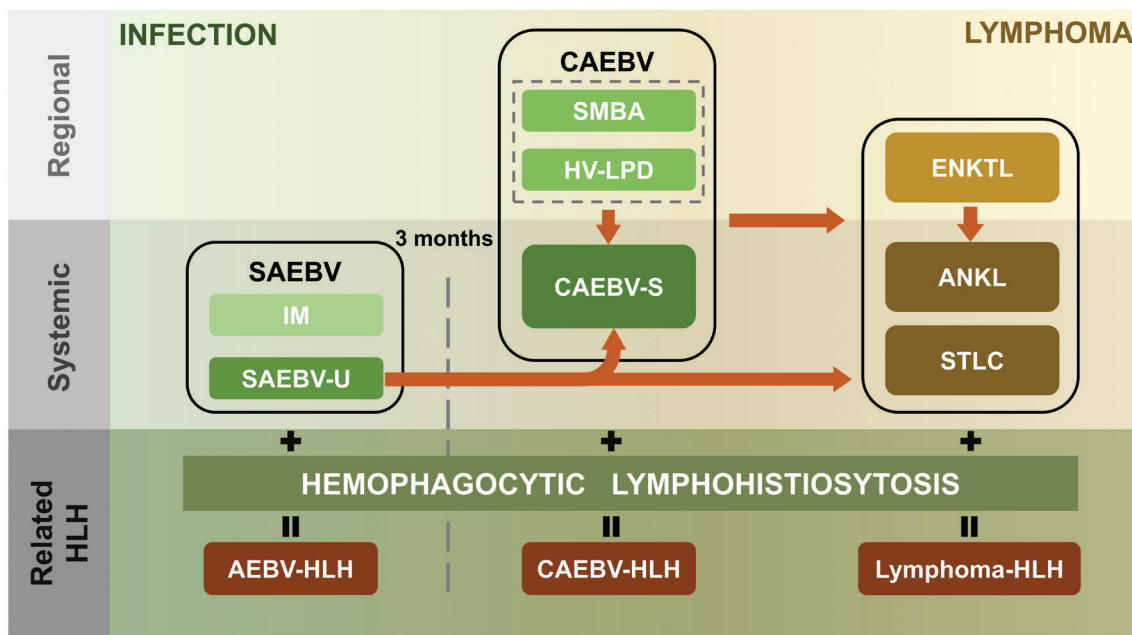 INFECTION
LYMPHOMA
Regional
CAEBV
SMBA
HV-LPD
ENKTL
Systemic
3 months
SAEBV
IM
SAEBV-U
CAEBV-S
ANKL
STLC
+ + +
Related
HLH
HEMOPHAGOCYTIC LYMPHOHISTIOSYTOSIS
= = =
AEBV-HLH
CAEBV-HLH
Lymphoma-HLH